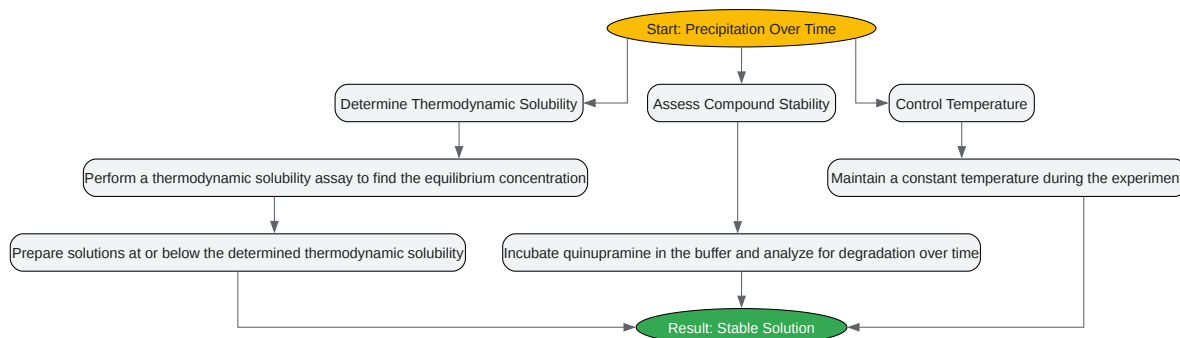 Start: Precipitation Over Time
Determine Thermodynamic Solubility
Assess Compound Stability
Control Temperature
Perform a thermodynamic solubility assay to find the equilibrium concentration
Maintain a constant temperature during the experiment
Prepare solutions at or below the determined thermodynamic solubility
Incubate quinupramine in the buffer and analyze for degradation over time
Result: Stable Solution